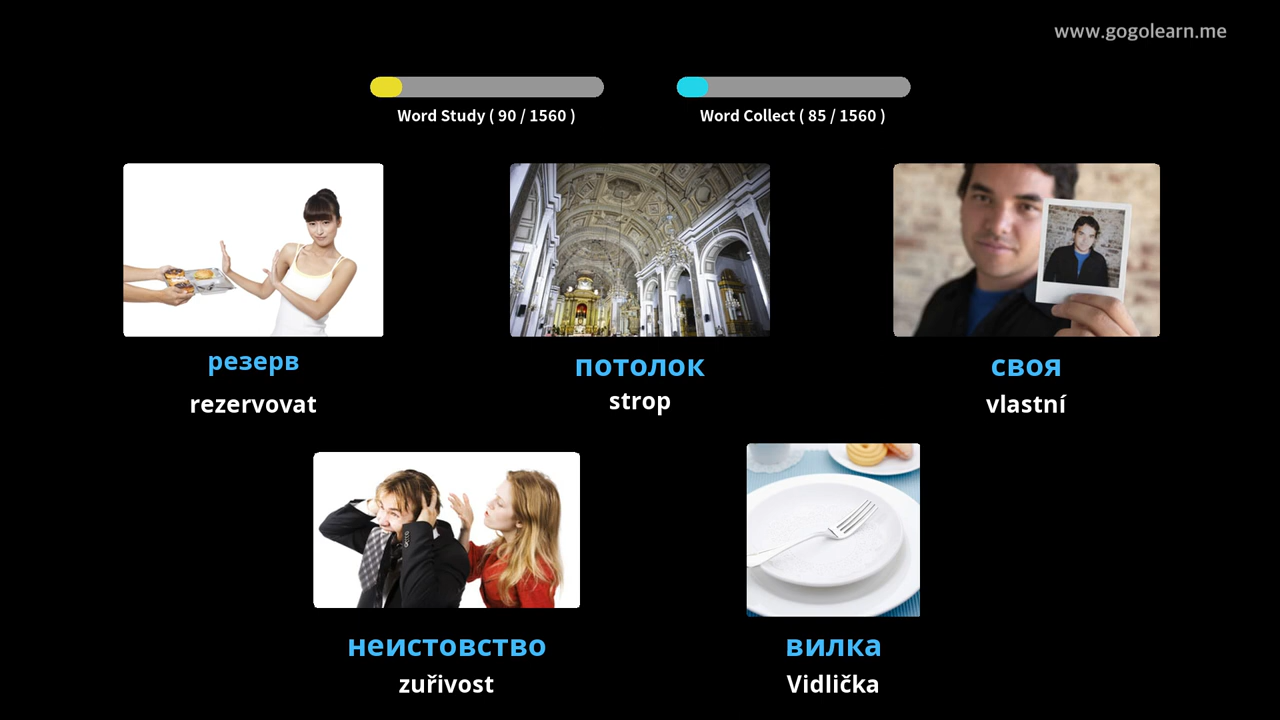 www.gogolearn.me
Word Study ( 90 / 1560 )
Word Collect ( 85 / 1560 )
резерв
rezervovat
потолок
strop
своя
vlastní
неистовство
zuřivost
вилка
Vidlička